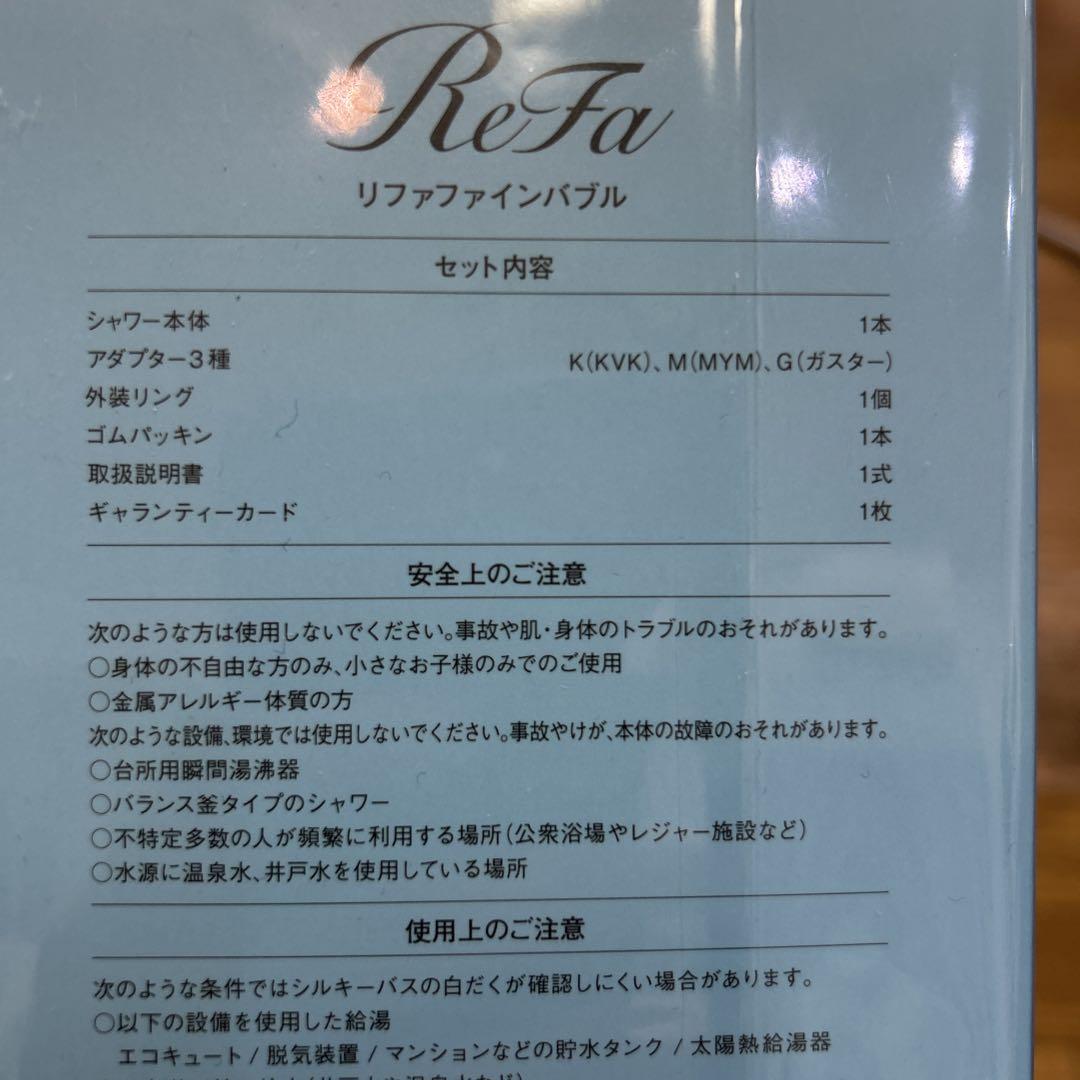 ReFa
リファファインバブル
セット内容
シャワー本体 1本
アダプター3種 K(KVK)、M(MYM)、G(ガスター)
外装リング 1個
ゴムパッキン 1本
取扱説明書 1式
ギャランティーカード 1枚
安全上のご注意
次のような方は使用しないでください。事故や肌・身体のトラブルのおそれがあります。
○身体の不自由な方のみ、小さなお子様のみでのご使用
○金属アレルギー体質の方
次のような設備、環境では使用しないでください。事故やけが、本体の故障のおそれがあります。
○台所用瞬間湯沸器
○バランス釜タイプのシャワー
○不特定多数の人が頻繁に利用する場所(公衆浴場やレジャー施設など)
○水源に温泉水、井戸水を使用している場所
使用上のご注意
次のような条件ではシルキーバスの白だくが確認しにくい場合があります。
○以下の設備を使用した給湯
エコキュート / 脱気装置 / マンションなどの貯水タンク / 太陽熱給湯器